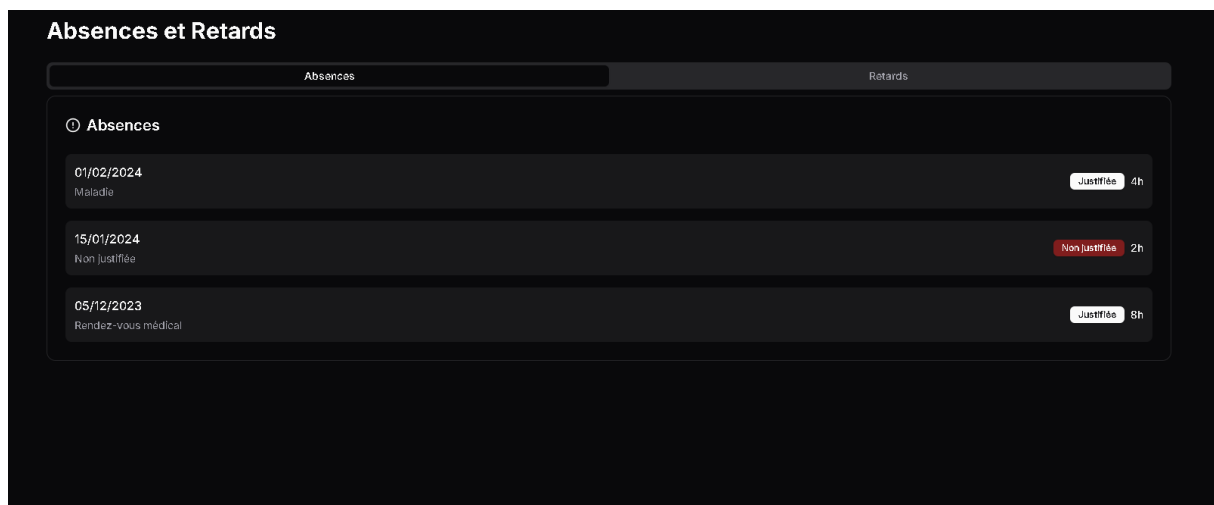 Absences et Retards
Absences Retards
Absences
01/02/2024
Maladie
Justifiée 4h
15/01/2024
Non justifiée
Non justifiée 2h
05/12/2023
Rendez-vous médical
Justifiée 8h